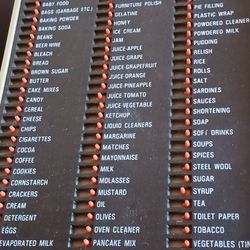 BABY FOOD
BAGS (GARBAGE ETC.)
BAKING POWDER
BAKING SODA
BEANS
BEER-WINE
BLEACH
BREAD
BROWN SUGAR
BUTTER
CAKE MIXES
CANDY
CEREAL
CHEESE
CHIPS
CIGARETTES
COCOA
COFFEE
COOKIES
CORNSTARCH
CRACKERS
CREAM
DETERGENT
EGGS
EVAPORATED MILK
FURNITURE POLISH
GELATINE
HONEY
ICE CREAM
JAM
JUICE-APPLE
JUICE-GRAPE
JUICE-GRAPEFRUIT
JUICE-ORANGE
JUICE-PINEAPPLE
JUICE-TOMATO
JUICE-VEGETABLE
KETCHUP
LIQUID CLEANERS
MARGARINE
MATCHES
MAYONNAISE
MILK
MOLASSES
MUSTARD
OIL
OLIVES
OVEN CLEANER
PANCAKE MIX
PIE FILLING
PLASTIC WRAP
POWDERED CLEANER
POWDERED MILK
PUDDING
RELISH
RICE
ROLLS
SALT
SARDINES
SAUCES
SHORTENING
SOAP
SOFT DRINKS
SOUPS
SPICES
STEEL WOOL
SUGAR
SYRUP
TEA
TOILET PAPER
TOBACCO